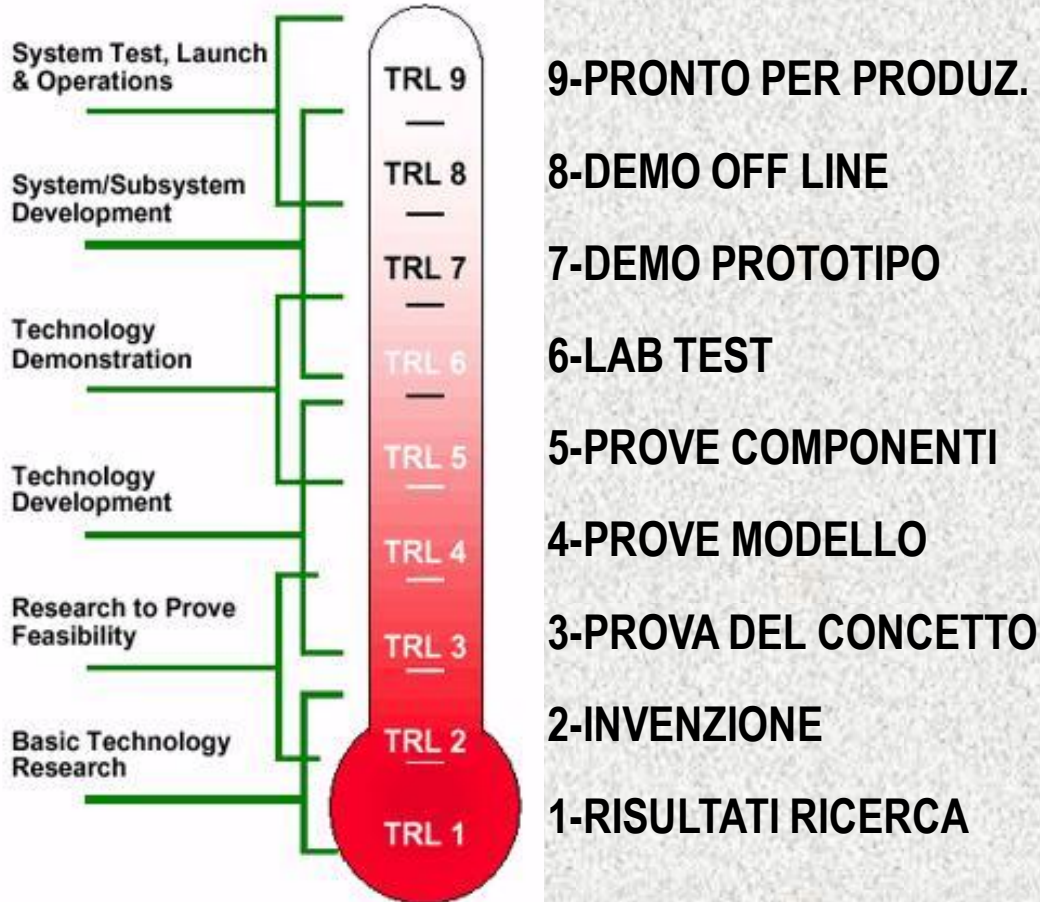 System Test, Launch
& Operations
System/Subsystem
Development
Technology
Demonstration
Technology
Development
Research to Prove
Feasibility
Basic Technology
Research
TRL 9
TRL 8
TRL 7
TRL 6
TRL 5
TRL 4
TRL 3
TRL 2
TRL 1
9-PRONTO PER PRODUZ.
8-DEMO OFF LINE
7-DEMO PROTOTIPO
6-LAB TEST
5-PROVE COMPONENTI
4-PROVE MODELLO
3-PROVA DEL CONCETTO
2-INVENZIONE
1-RISULTATI RICERCA